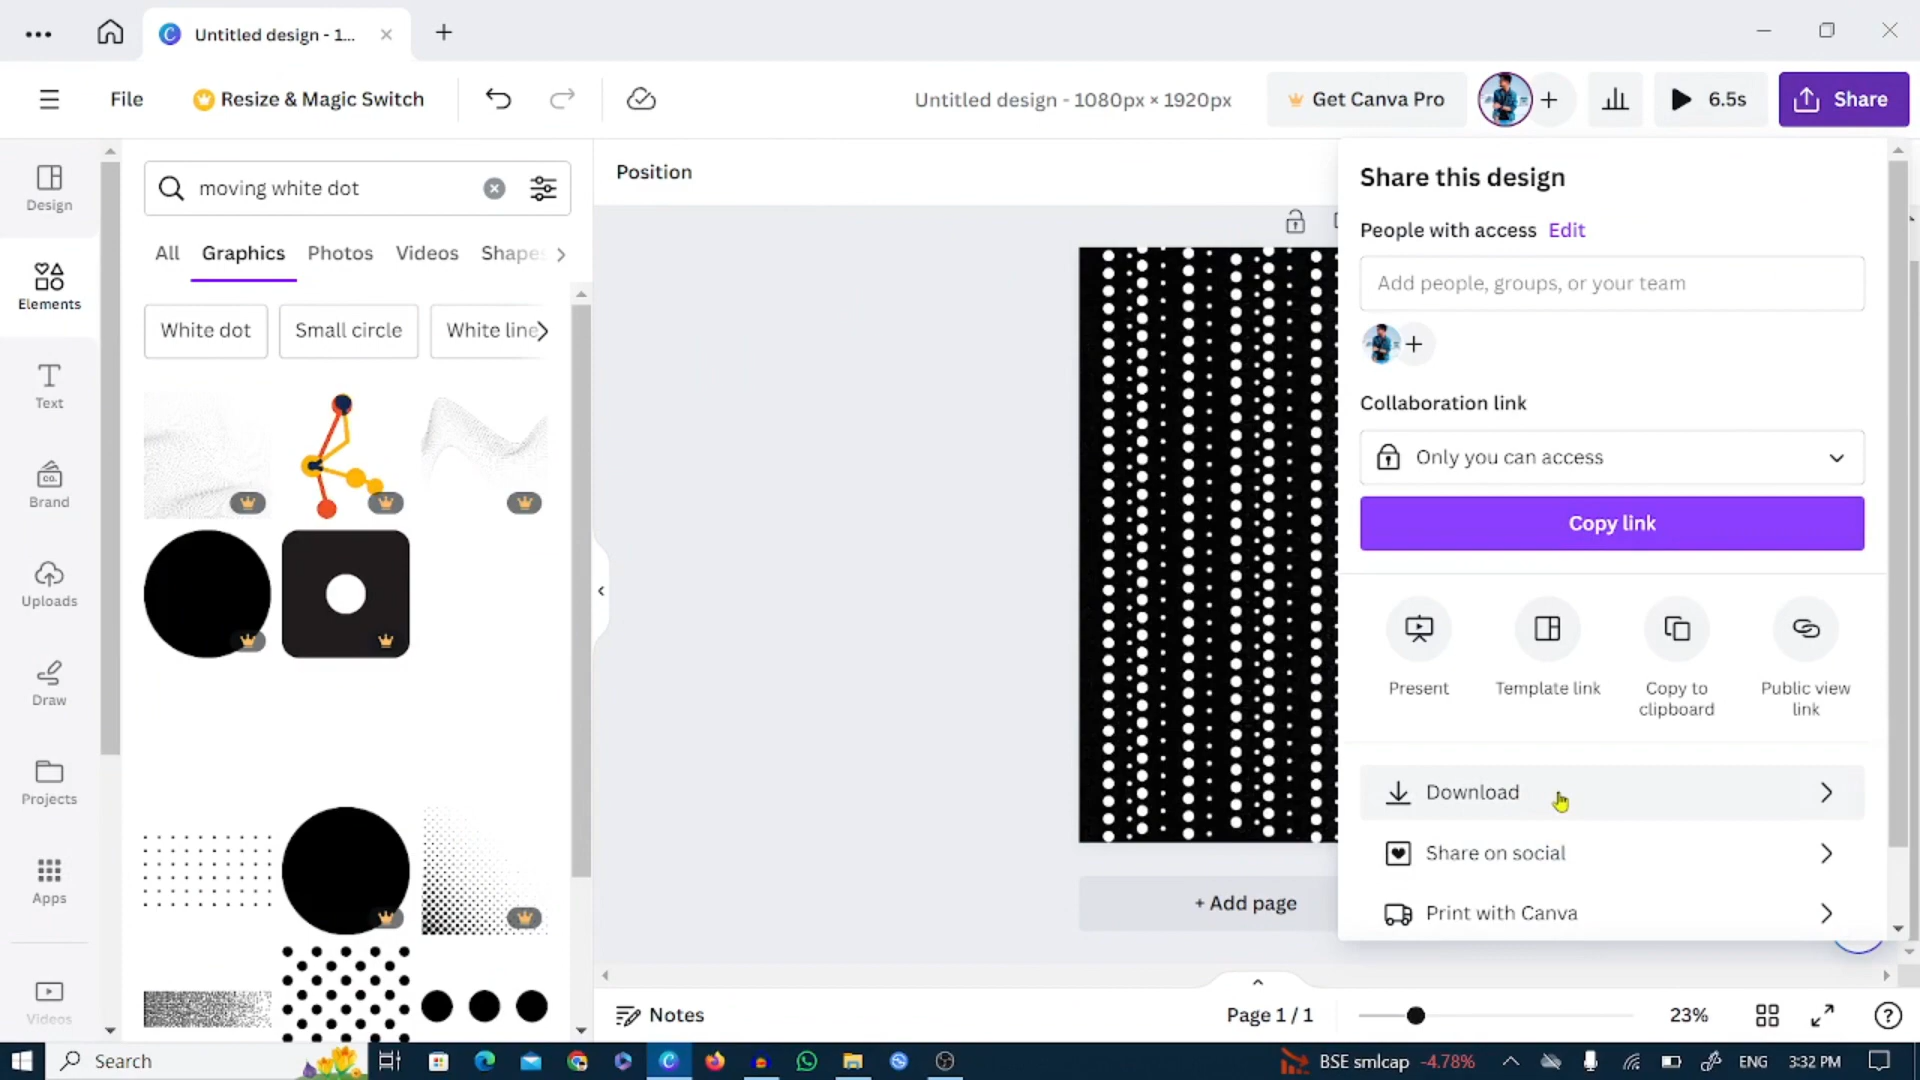 Untitled design - 1...
File
Resize & Magic Switch
Untitled design - 1080px × 1920px
Get Canva Pro
6.5s
Share
Design
Elements
Text
Brand
Uploads
Draw
Projects
Apps
Videos
moving white dot
All
Graphics
Photos
Videos
Shapes
White dot
Small circle
White line
Position
+ Add page
Share this design
People with access Edit
Add people, groups, or your team
Collaboration link
Only you can access
Copy link
Present
Template link
Copy to
clipboard
Public view
link
Download
Share on social
Print with Canva
Notes
Page 1 / 1
23%
Search
BSE smlcap -4.78%
ENG
3:32 PM